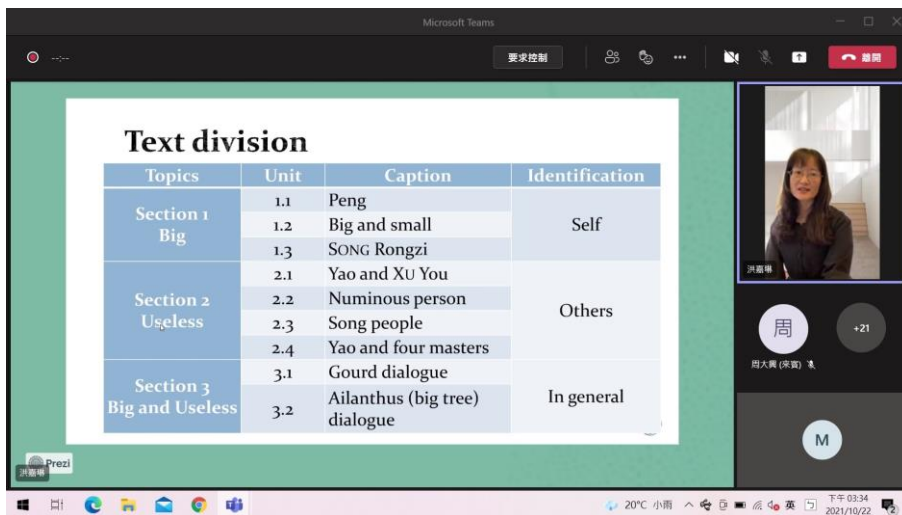 Microsoft Teams
--:--
要求控制
離開
Text division
Topics Unit Caption Identification
Section 1
Big
1.1 Peng
1.2 Big and small
1.3 SONG Rongzi
Self
Section 2
Useless
2.1 Yao and XU You
2.2 Numinous person
2.3 Song people
2.4 Yao and four masters
Others
Section 3
Big and Useless
3.1 Gourd dialogue
3.2 Ailanthus (big tree)
dialogue
In general
洪嘉琳
周
+21
周大興 (來賓)
M
Prezi
洪嘉琳
20°C 小雨
英
下午 03:34
2021/10/22
2